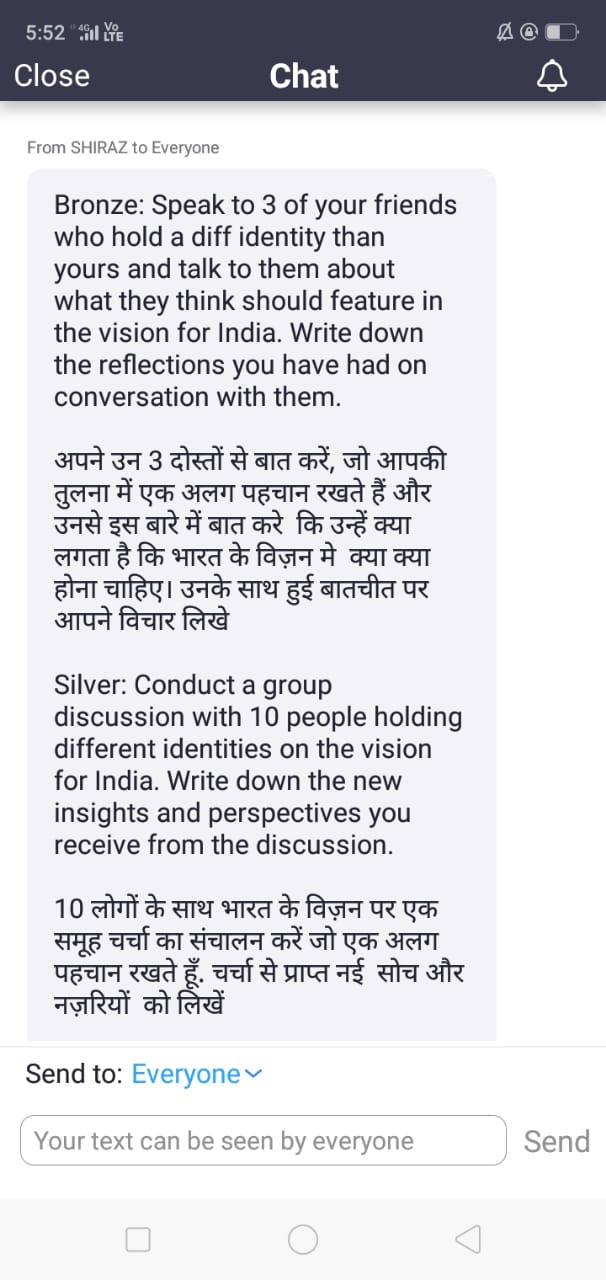 5:52 4G Vo LTE
Close Chat
From SHIRAZ to Everyone
Bronze: Speak to 3 of your friends
who hold a diff identity than
yours and talk to them about
what they think should feature in
the vision for India. Write down
the reflections you have had on
conversation with them.
अपने उन 3 दोस्तों से बात करें, जो आपकी
तुलना में एक अलग पहचान रखते हैं और
उनसे इस बारे में बात करे कि उन्हें क्या
लगता है कि भारत के विज़न मे क्या क्या
होना चाहिए। उनके साथ हुई बातचीत पर
आपने विचार लिखे
Silver: Conduct a group
discussion with 10 people holding
different identities on the vision
for India. Write down the new
insights and perspectives you
receive from the discussion.
10 लोगों के साथ भारत के विज़न पर एक
समूह चर्चा का संचालन करें जो एक अलग
पहचान रखते हूँ. चर्चा से प्राप्त नई सोच और
नज़रियों को लिखें
Send to: Everyone
Your text can be seen by everyone Send